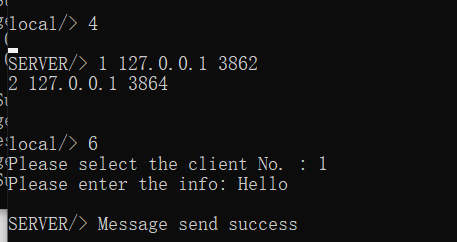 local/> 4
SERVER/> 1 127.0.0.1 3862
2 127.0.0.1 3864
local/> 6
Please select the client No. : 1
Please enter the info: Hello
SERVER/> Message send success